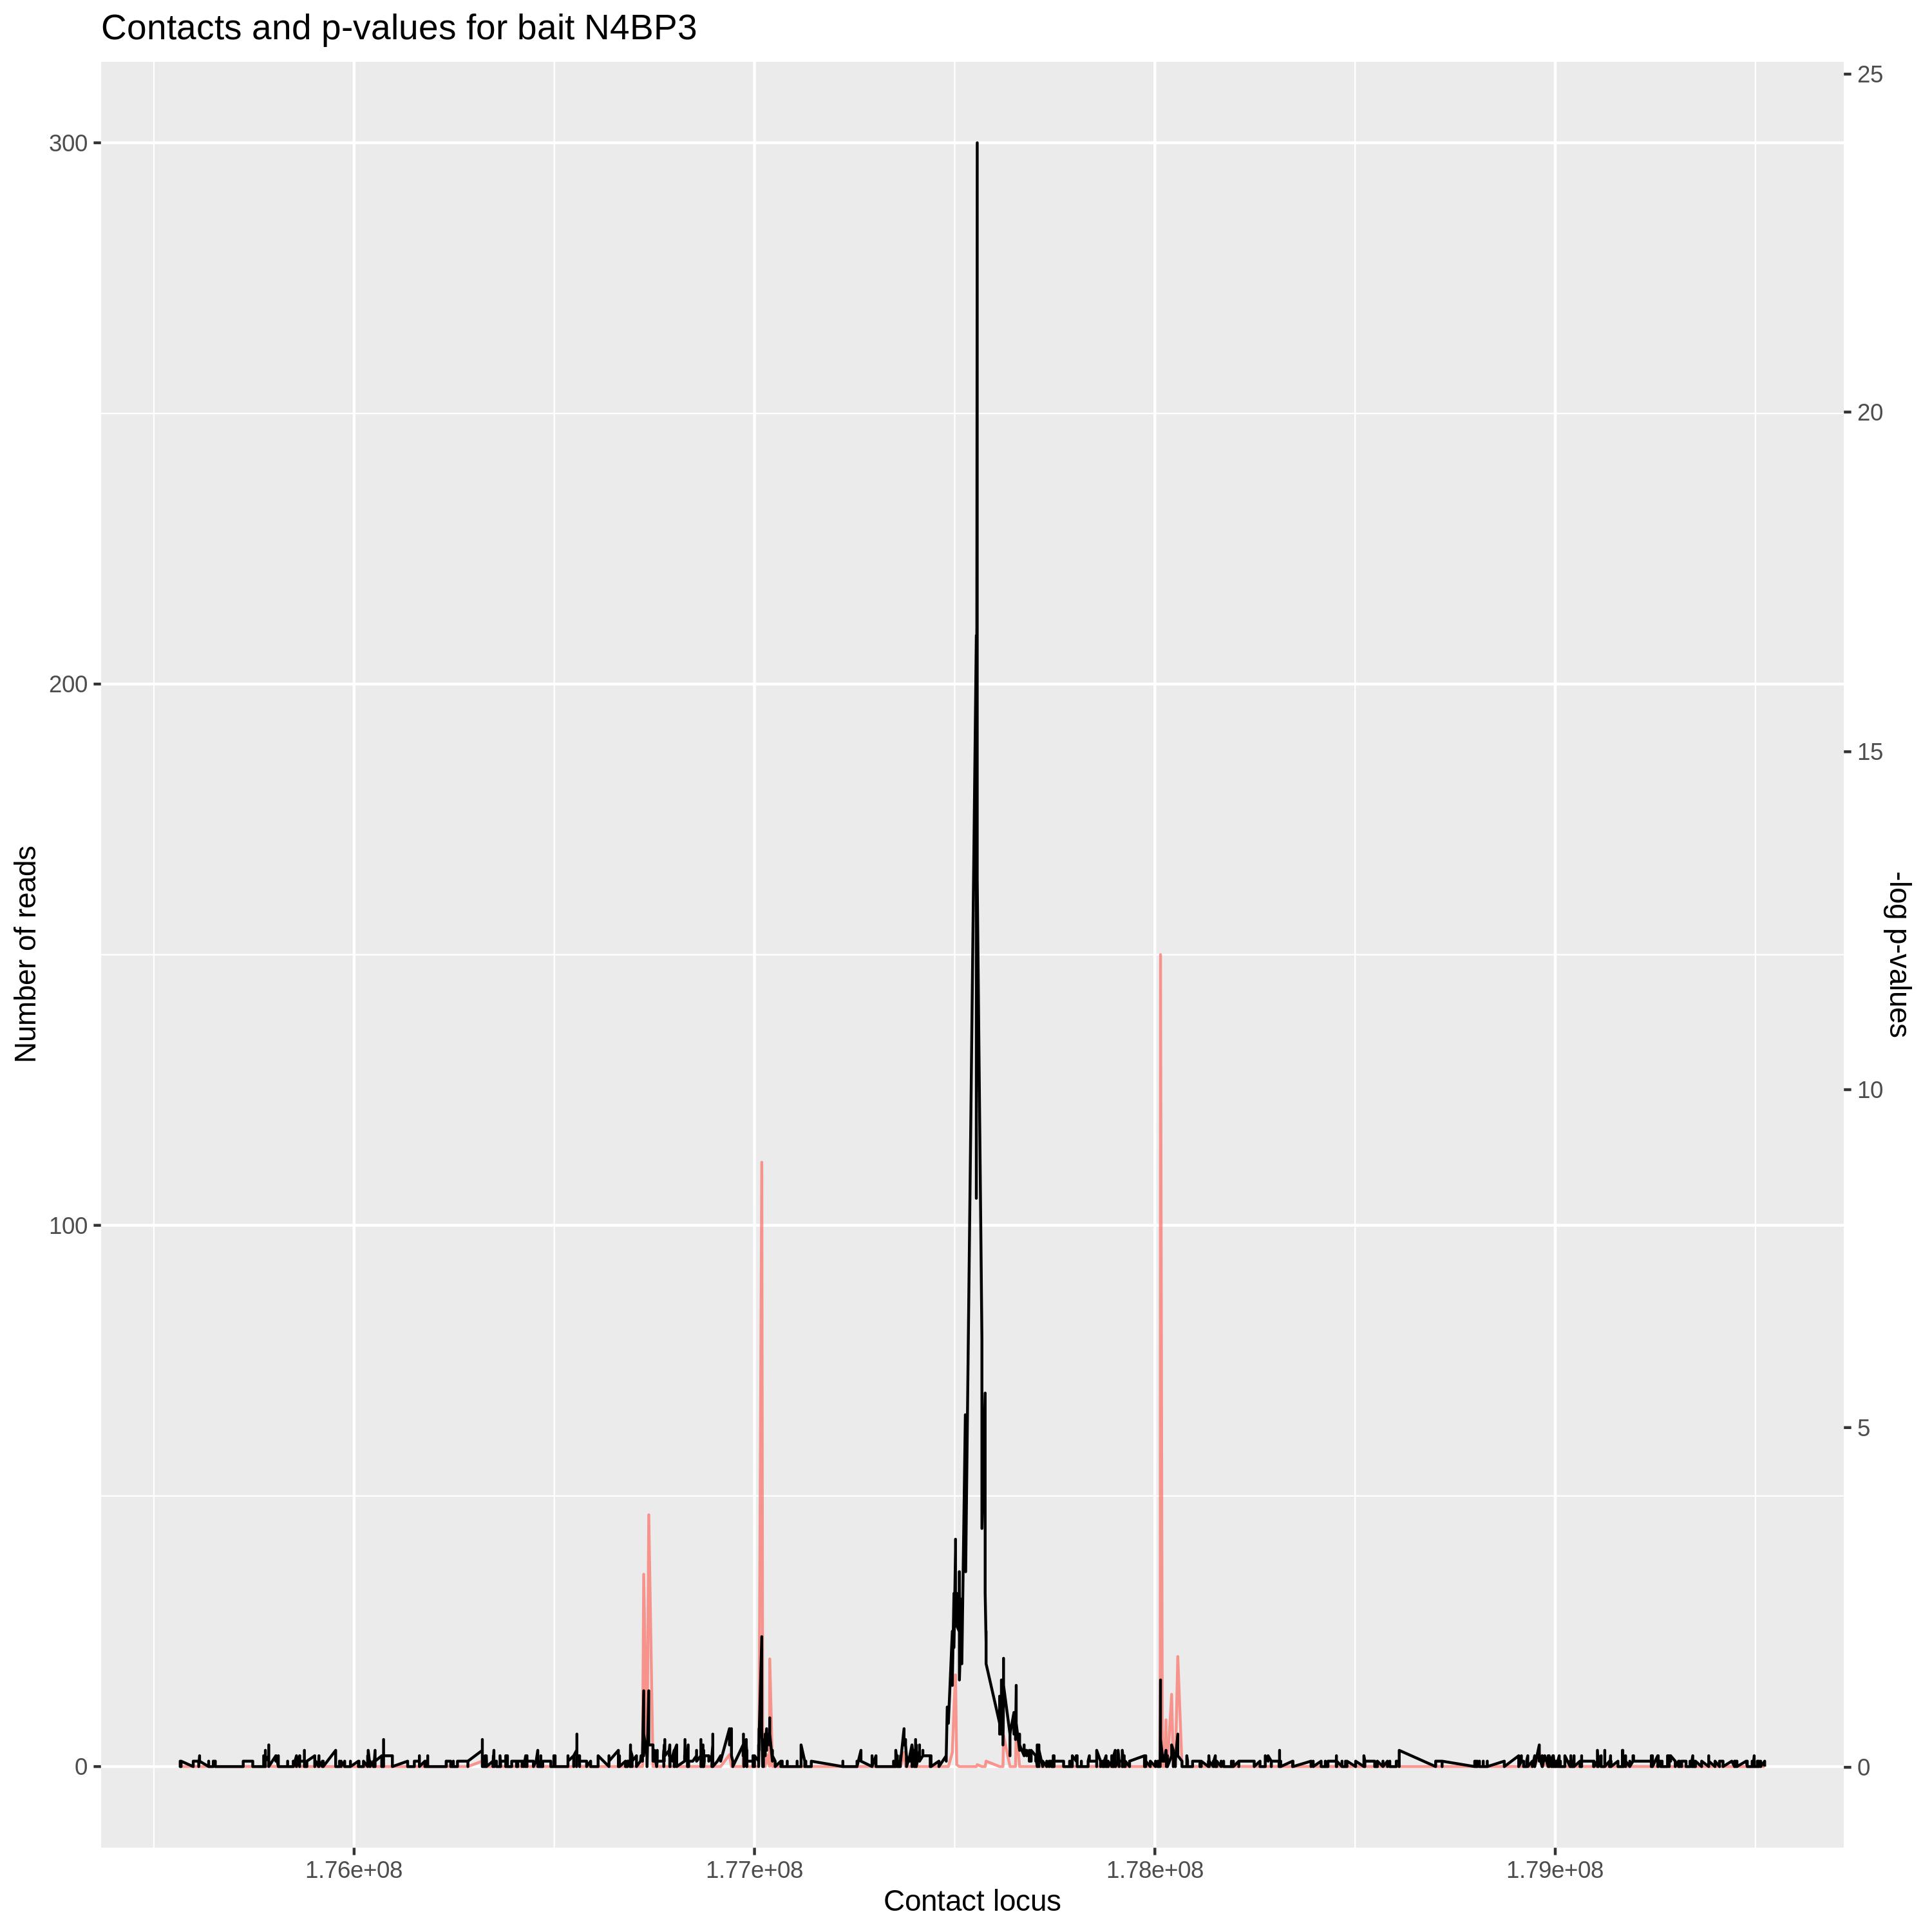 Contacts and p-values for bait N4BP3
300
200
100
0
Number of reads
25
20
15
10
5
0
-log p-values
1.76e+08
1.77e+08
1.78e+08
1.79e+08
Contact locus